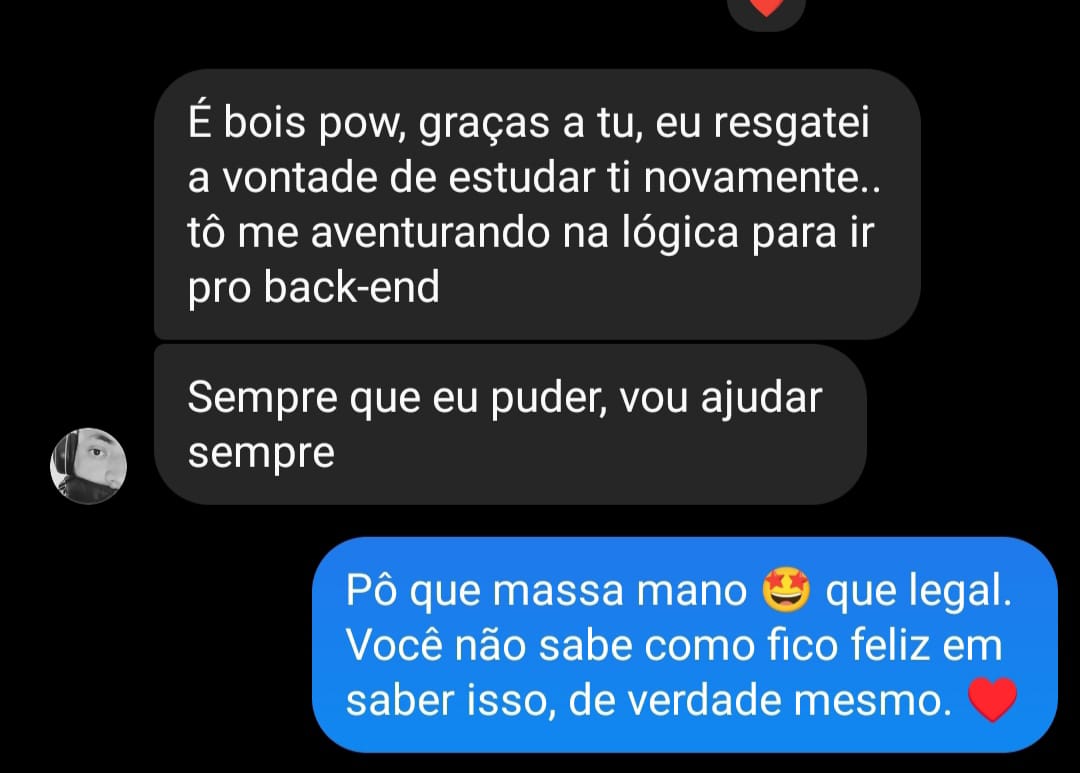 É bois pow, graças a tu, eu resgatei
a vontade de estudar ti novamente..
tô me aventurando na lógica para ir
pro back-end
Sempre que eu puder, vou ajudar
sempre
Pô que massa mano 🤩 que legal.
Você não sabe como fico feliz em
saber isso, de verdade mesmo. ❤️